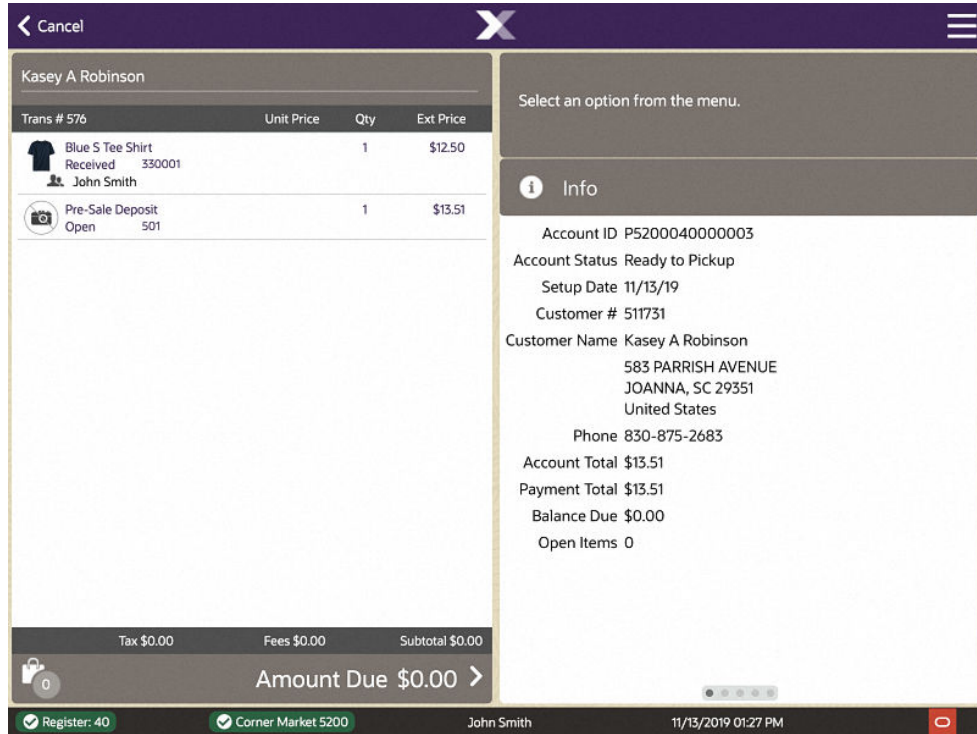 Cancel
Kasey A Robinson
Trans # 576 Unit Price Qty Ext Price
Blue S Tee Shirt 1 $12.50
Received 330001
John Smith
Pre-Sale Deposit 1 $13.51
Open 501
Tax $0.00 Fees $0.00 Subtotal $0.00
0 Amount Due $0.00
Select an option from the menu.
Info
Account ID P5200040000003
Account Status Ready to Pickup
Setup Date 11/13/19
Customer # 511731
Customer Name Kasey A Robinson
583 PARRISH AVENUE
JOANNA, SC 29351
United States
Phone 830-875-2683
Account Total $13.51
Payment Total $13.51
Balance Due $0.00
Open Items 0
Register: 40 Corner Market 5200 John Smith 11/13/2019 01:27 PM